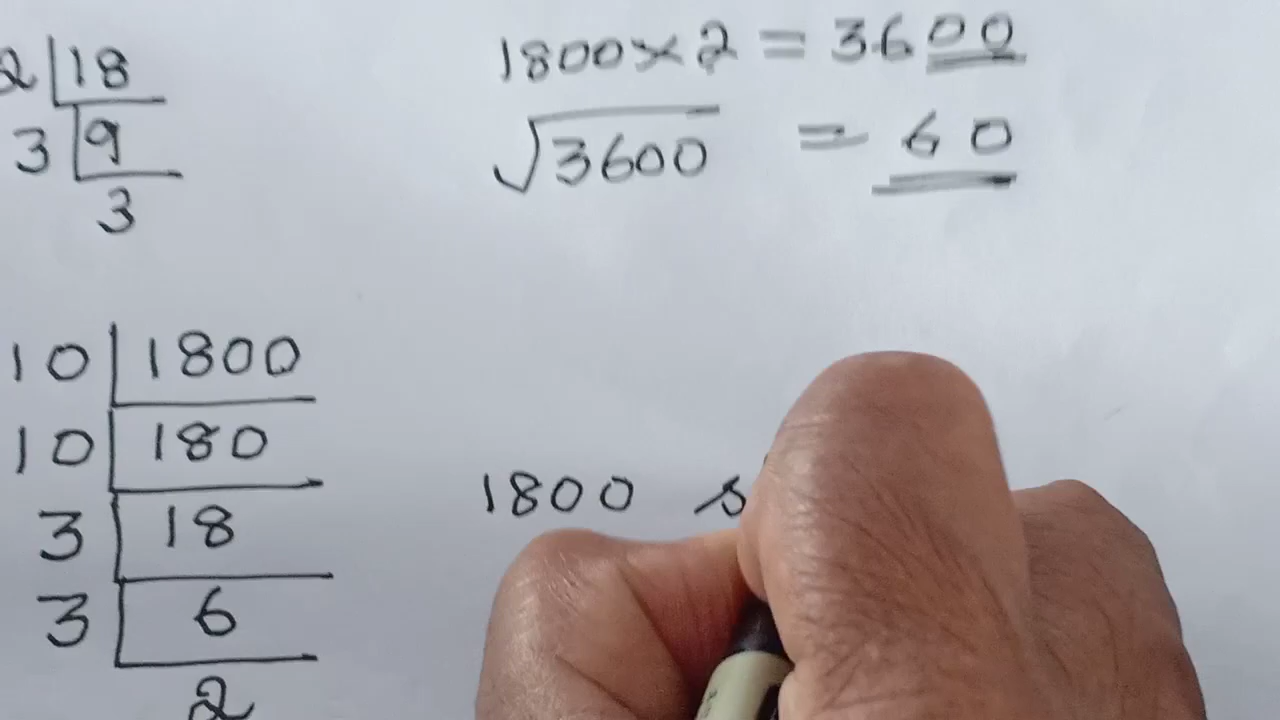 2 | 18
3 | 9
3
1800 × 2 = 3600
√3600 = 60
10 | 1800
10 | 180
3 | 18
3 | 6
2
1800 s